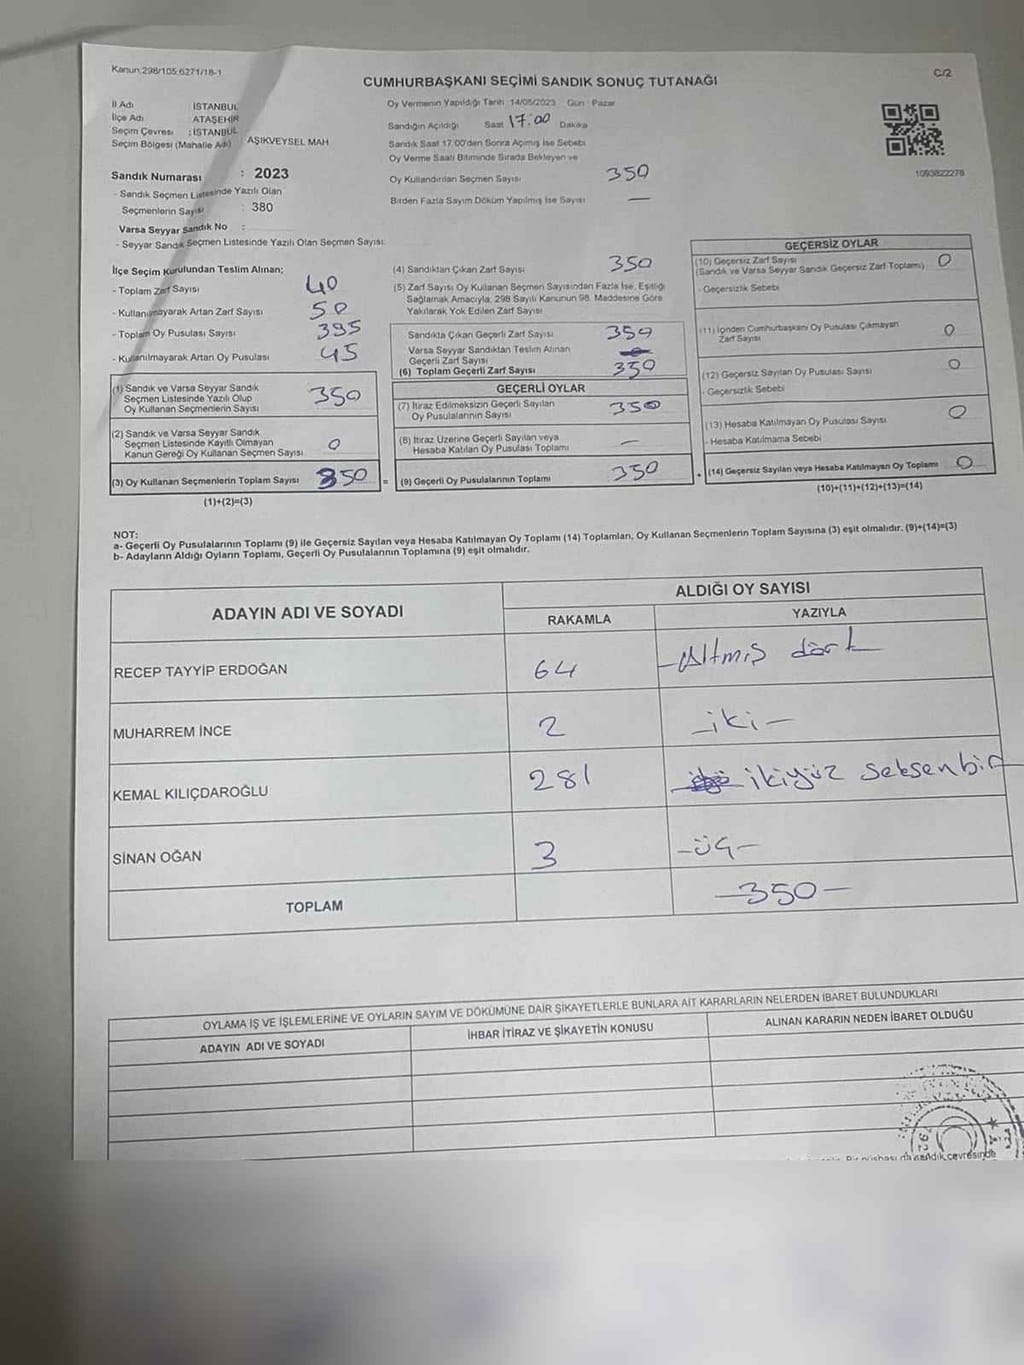 Kanun:298/105;6271/18-1
C/2
CUMHURBAŞKANI SEÇİMİ SANDIK SONUÇ TUTANAĞI
İl Adı : İSTANBUL
İlçe Adı : ATAŞEHİR
Seçim Çevresi : İSTANBUL
Seçim Bölgesi (Mahalle Adı) : AŞIKVEYSEL MAH
Sandık Numarası : 2023
- Sandık Seçmen Listesinde Yazılı Olan
Seçmenlerin Sayısı : 380
Varsa Seyyar Sandık No :
- Seyyar Sandık Seçmen Listesinde Yazılı Olan Seçmen Sayısı:
Oy Vermenin Yapıldığı Tarih 14/05/2023 Gün : Pazar
Sandığın Açıldığı Saat 17:00 Dakika
Sandık Saat 17:00'den Sonra Açılmış İse Sebebi
Oy Verme Saati Bitiminde Sırada Bekleyen ve
Oy Kullandırılan Seçmen Sayısı 350
Birden Fazla Sayım Döküm Yapılmış İse Sayısı —
1093822278
İlçe Seçim Kurulundan Teslim Alınan;
- Toplam Zarf Sayısı 40
- Kullanılmayarak Artan Zarf Sayısı 50
- Toplam Oy Pusulası Sayısı 395
- Kullanılmayarak Artan Oy Pusulası 45
(1) Sandık ve Varsa Seyyar Sandık
Seçmen Listesinde Yazılı Olup
Oy Kullanan Seçmenlerin Sayısı 350
(2) Sandık ve Varsa Seyyar Sandık
Seçmen Listesinde Kayıtlı Olmayan
Kanun Gereği Oy Kullanan Seçmen Sayısı 0
(3) Oy Kullanan Seçmenlerin Toplam Sayısı 350 =
(1)+(2)=(3)
(4) Sandıktan Çıkan Zarf Sayısı 350
(5) Zarf Sayısı Oy Kullanan Seçmen Sayısından Fazla İse, Eşitliği
Sağlamak Amacıyla; 298 Sayılı Kanunun 98. Maddesine Göre
Yakılarak Yok Edilen Zarf Sayısı
Sandıkta Çıkan Geçerli Zarf Sayısı 350
Varsa Seyyar Sandıktan Teslim Alınan
Geçerli Zarf Sayısı
(6) Toplam Geçerli Zarf Sayısı 350
GEÇERLİ OYLAR
(7) İtiraz Edilmeksizin Geçerli Sayılan
Oy Pusulalarının Sayısı 350
(8) İtiraz Üzerine Geçerli Sayılan veya
Hesaba Katılan Oy Pusulası Toplamı —
(9) Geçerli Oy Pusulalarının Toplamı 350 +
GEÇERSİZ OYLAR
(10) Geçersiz Zarf Sayısı 0
(Sandık ve Varsa Seyyar Sandık Geçersiz Zarf Toplamı)
- Geçersizlik Sebebi
(11) İçinden Cumhurbaşkanı Oy Pusulası Çıkmayan
Zarf Sayısı 0
(12) Geçersiz Sayılan Oy Pusulası Sayısı 0
- Geçersizlik Sebebi
(13) Hesaba Katılmayan Oy Pusulası Sayısı 0
- Hesaba Katılmama Sebebi
(14) Geçersiz Sayılan veya Hesaba Katılmayan Oy Toplamı 0
(10)+(11)+(12)+(13)=(14)
NOT:
a- Geçerli Oy Pusulalarının Toplamı (9) ile Geçersiz Sayılan veya Hesaba Katılmayan Oy Toplamı (14) Toplamları, Oy Kullanan Seçmenlerin Toplam Sayısına (3) eşit olmalıdır. (9)+(14)=(3)
b- Adayların Aldığı Oyların Toplamı, Geçerli Oy Pusulalarının Toplamına (9) eşit olmalıdır.
ADAYIN ADI VE SOYADI
ALDIĞI OY SAYISI
RAKAMLA YAZIYLA
RECEP TAYYİP ERDOĞAN 64 Altmış dört
MUHARREM İNCE 2 -iki-
KEMAL KILIÇDAROĞLU 281 ikiyüz seksenbir
SİNAN OĞAN 3 -üç-
TOPLAM -350-
OYLAMA İŞ VE İŞLEMLERİNE VE OYLARIN SAYIM VE DÖKÜMÜNE DAİR ŞİKAYETLERLE BUNLARA AİT KARARLARIN NELERDEN İBARET BULUNDUKLARI
ADAYIN ADI VE SOYADI İHBAR İTİRAZ VE ŞİKAYETİN KONUSU ALINAN KARARIN NEDEN İBARET OLDUĞU
Bir nüshası da sandık çevresinde